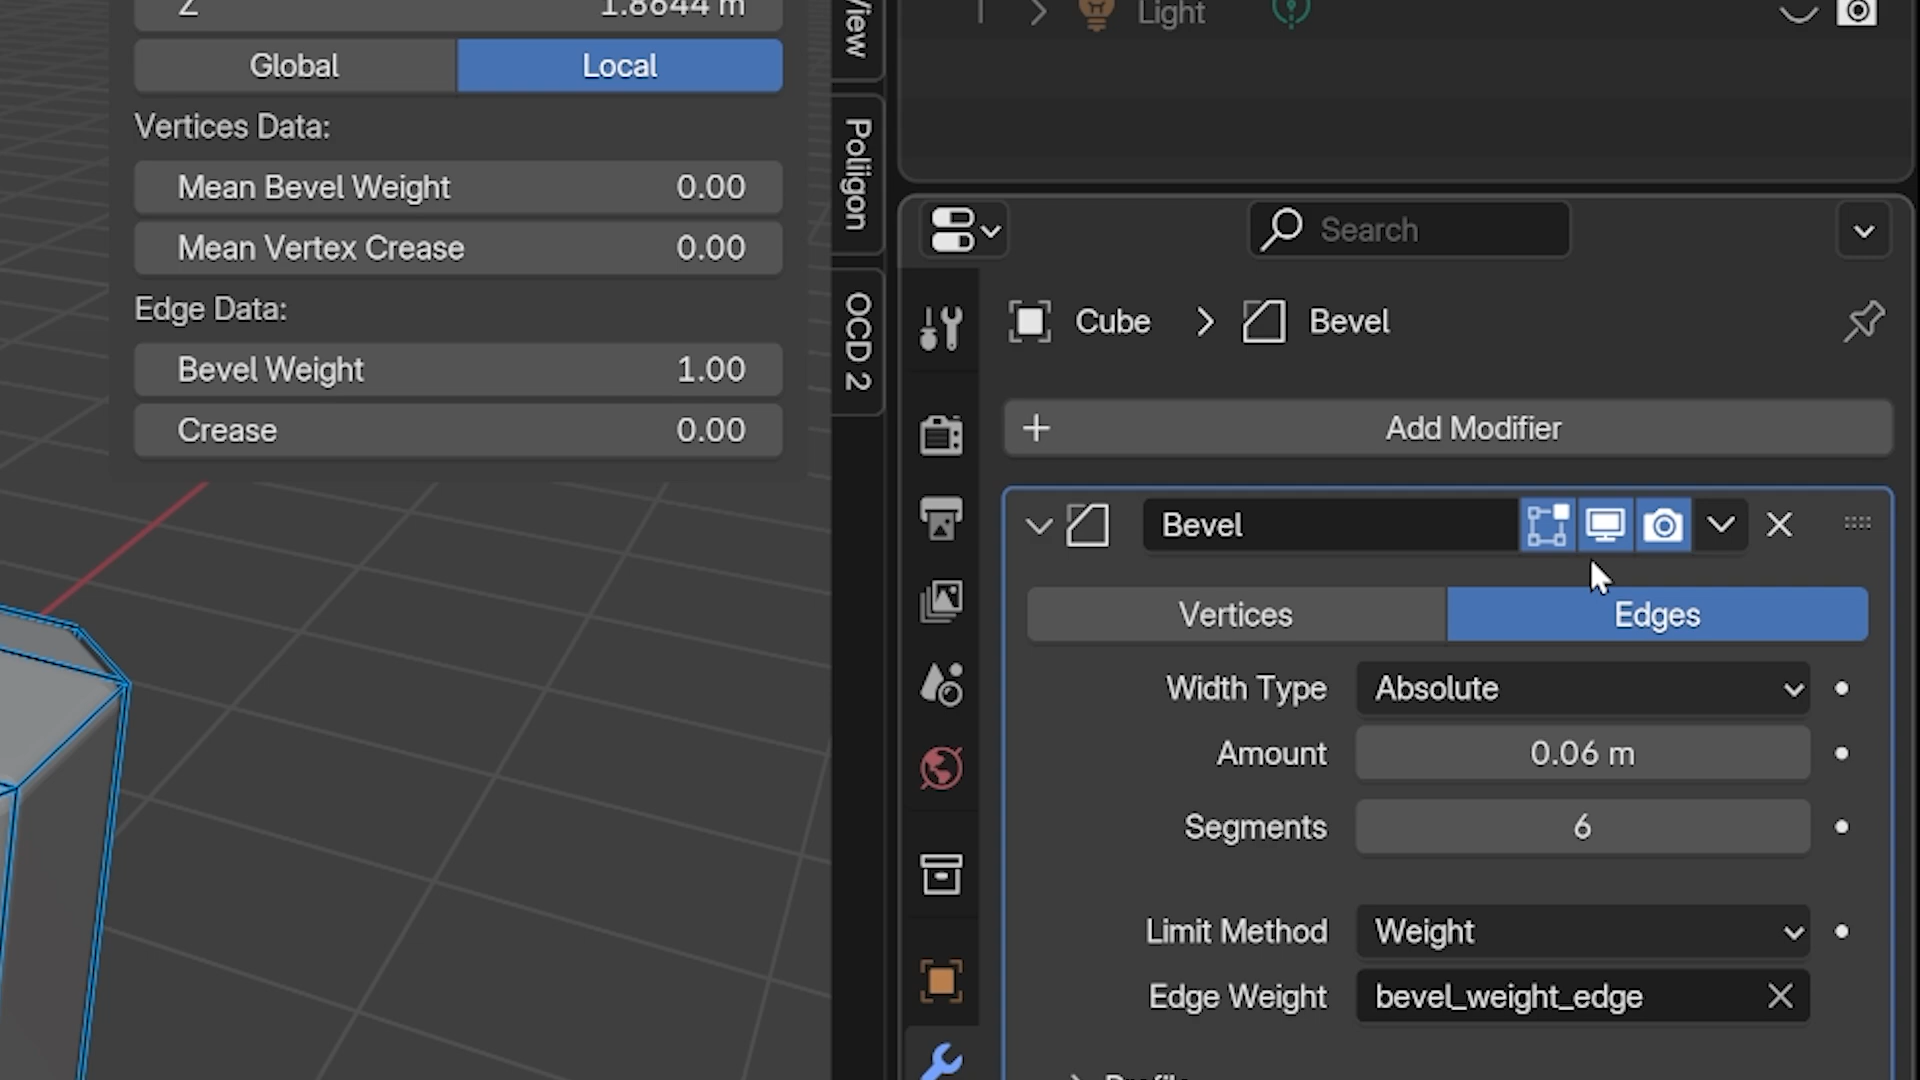 Z 1.8644 m
Global Local
Vertices Data:
Mean Bevel Weight 0.00
Mean Vertex Crease 0.00
Edge Data:
Bevel Weight 1.00
Crease 0.00
View
Poliigon
OCD 2
Light
Search
Cube > Bevel
+ Add Modifier
Bevel
Vertices Edges
Width Type Absolute
Amount 0.06 m
Segments 6
Limit Method Weight
Edge Weight bevel_weight_edge
Profile